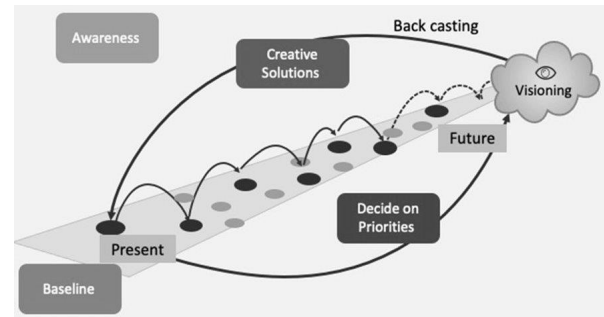 Awareness
Back casting
Creative
Solutions
Visioning
Future
Decide on
Priorities
Present
Baseline